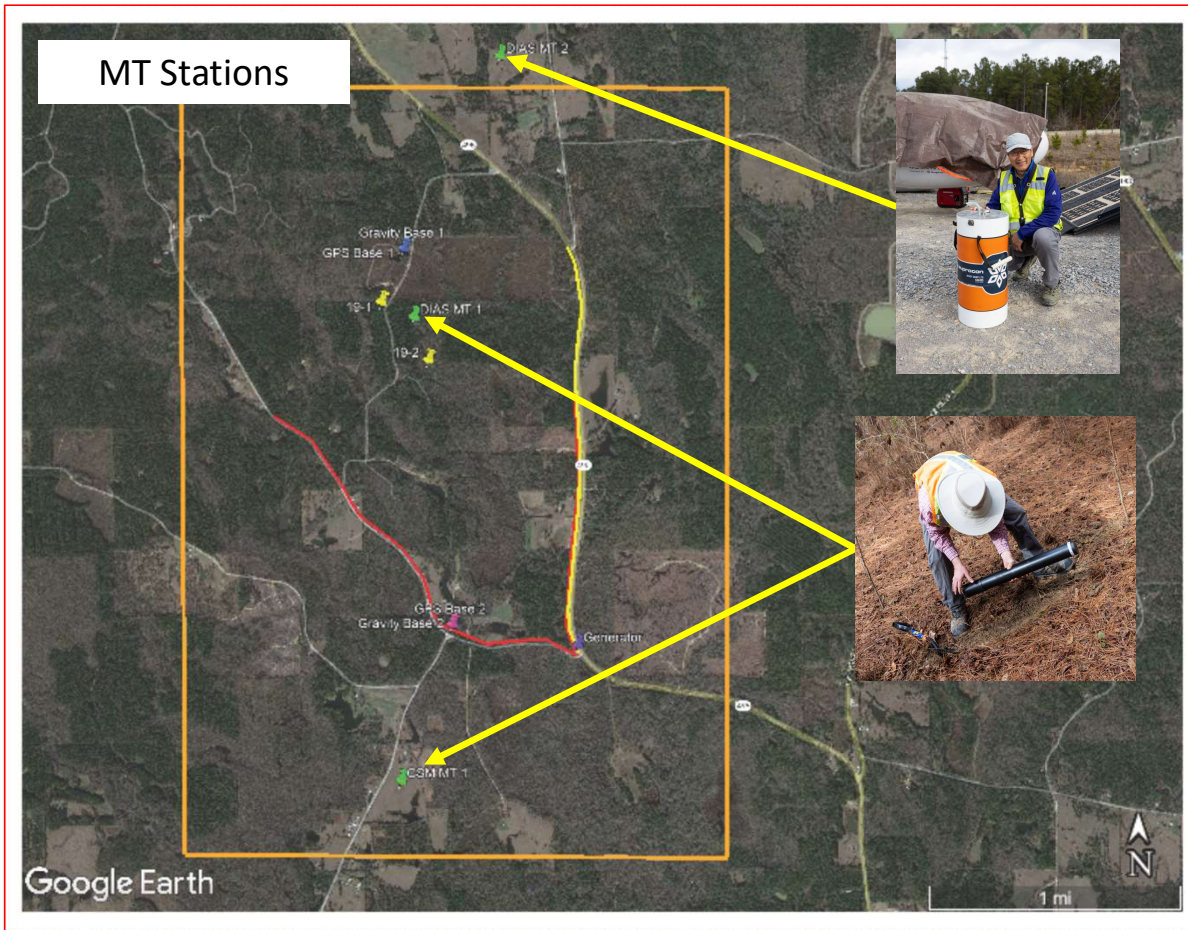 MT Stations
DIAS MT 2
Gravity Base 1
GPS Base 1
19-1
DIAS MT 1
19-2
GPS Base 2
Gravity Base 2
Generator
CSM MT 1
Google Earth
1 mi
N